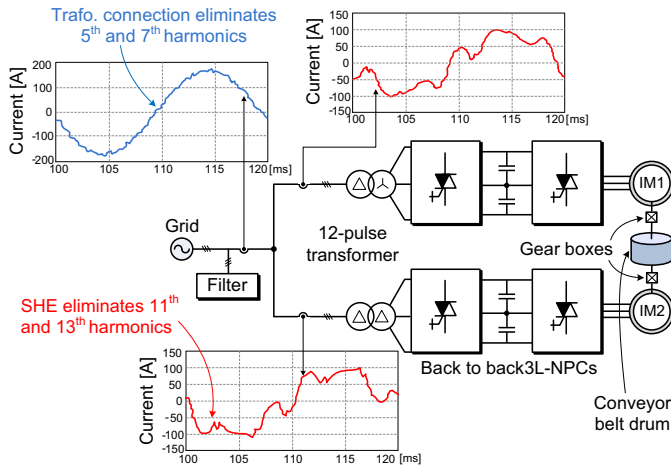 Trafo. connection eliminates
5th and 7th harmonics
Current [A]
200
100
0
-100
-200
100
105
110
115
120
[ms]
Current [A]
150
100
50
0
-50
-100
-150
100
105
110
115
120
[ms]
IM1
Grid
12-pulse
transformer
Gear boxes
Filter
SHE eliminates 11th
and 13th harmonics
IM2
Back to back3L-NPCs
Current [A]
150
100
50
0
-50
-100
-150
100
105
110
115
120
[ms]
Conveyor
belt drum